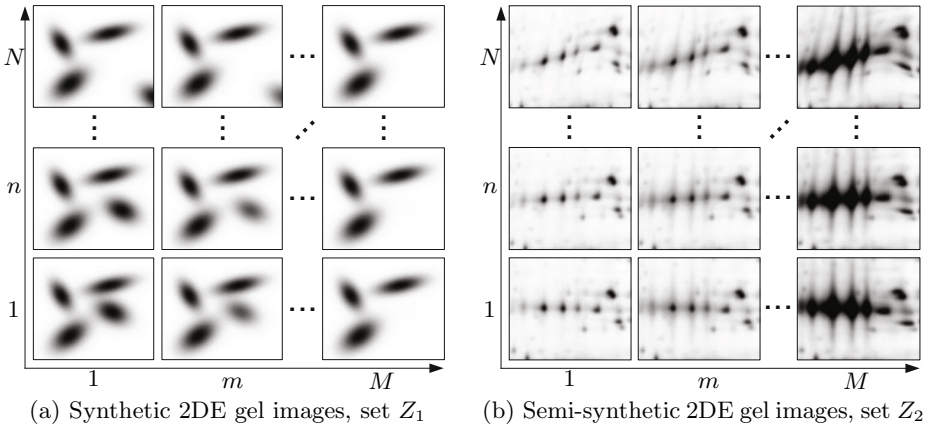 N
n
1
1 m M
(a) Synthetic 2DE gel images, set Z₁
N
n
1
1 m M
(b) Semi-synthetic 2DE gel images, set Z₂